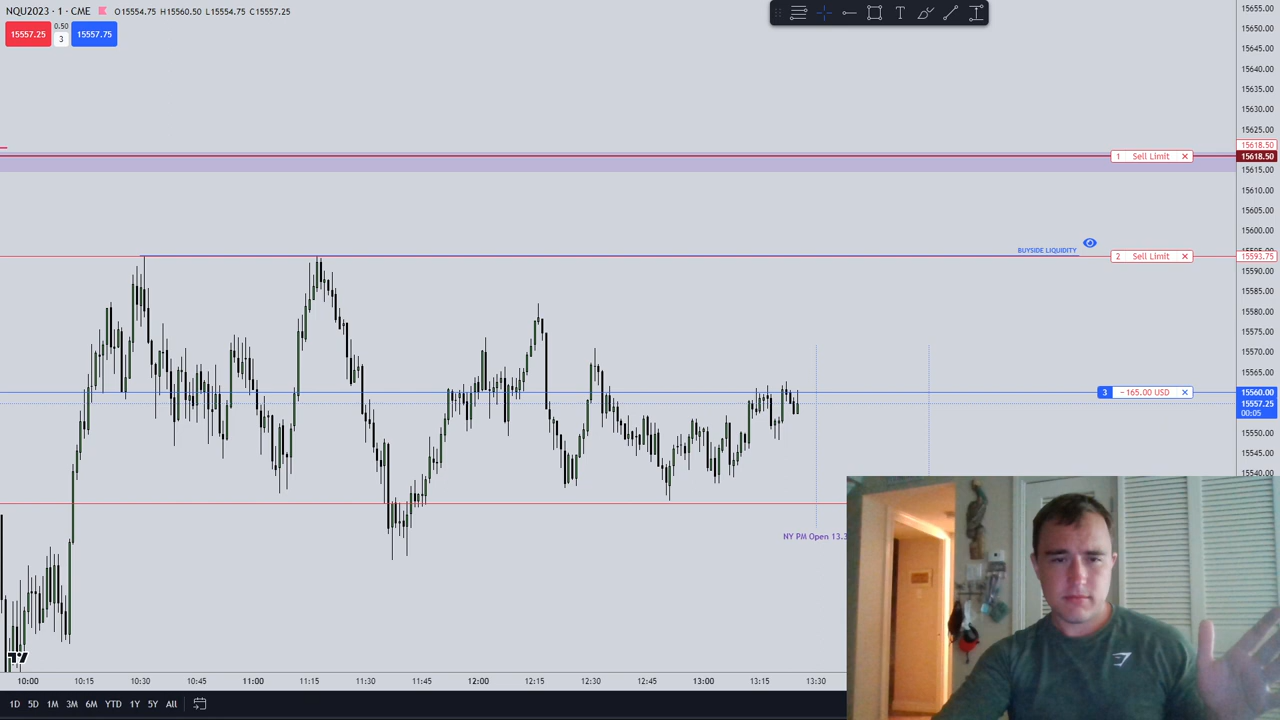 NQU2023 · 1 · CME O15554.75 H15560.50 L15554.75 C15557.25
15557.25 0.50 3 15557.75
15655.00
15650.00
15645.00
15640.00
15635.00
15630.00
15625.00
15618.50
1 Sell Limit × 15618.50
15615.00
15610.00
15605.00
15600.00
BUYSIDE LIQUIDITY
2 Sell Limit × 15593.75
15590.00
15585.00
15580.00
15575.00
15570.00
15565.00
3 −165.00 USD × 15560.00
15557.25
00:05
15550.00
15545.00
15540.00
NY PM Open 13.3
10:00 10:15 10:30 10:45 11:00 11:15 11:30 11:45 12:00 12:15 12:30 12:45 13:00 13:15 13:30
1D 5D 1M 3M 6M YTD 1Y 5Y All